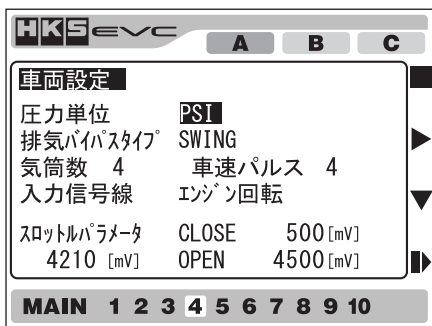 HKS EVC
A B C
車両設定
圧力単位 PSI
排気ﾊﾞｲﾊﾟｽﾀｲﾌﾟ SWING
気筒数 4 車速パルス 4
入力信号線 ｴﾝｼﾞﾝ回転
ｽﾛｯﾄﾙﾊﾟﾗﾒｰﾀ CLOSE 500[mV]
4210 [mV] OPEN 4500[mV]
MAIN 1 2 3 4 5 6 7 8 9 10